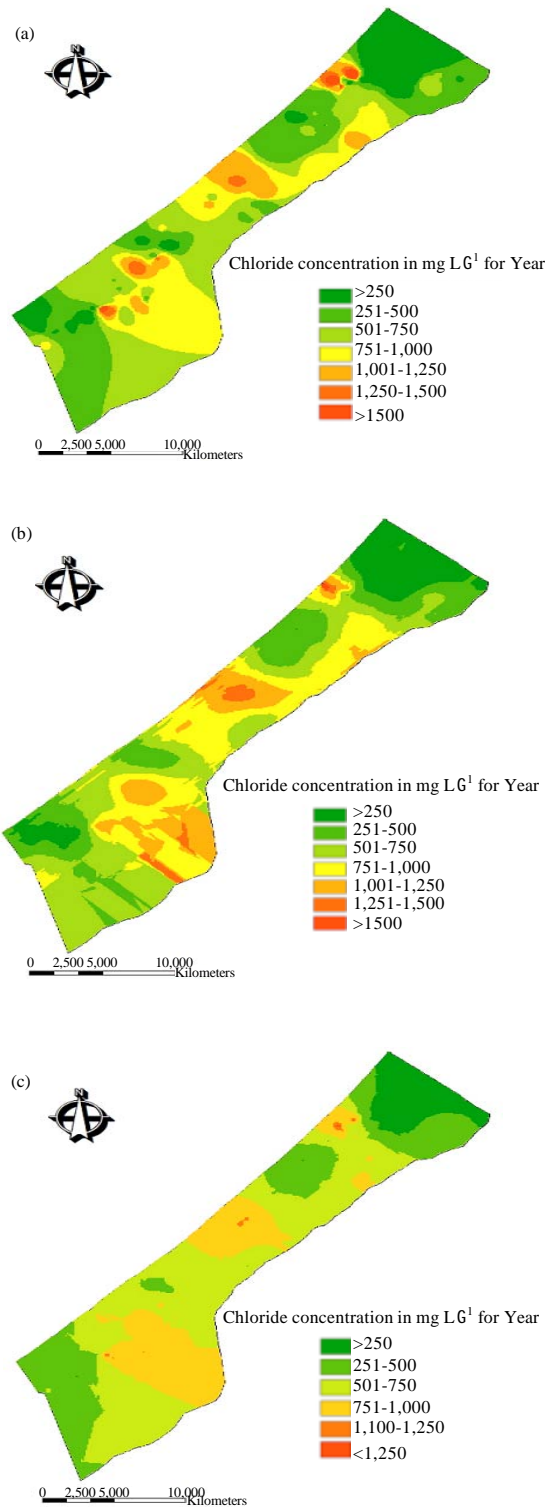 (a)
N
Chloride concentration in mg LG¹ for Year
>250
251-500
501-750
751-1,000
1,001-1,250
1,250-1,500
>1500
0 2,500 5,000 10,000
Kilometers
(b)
N
Chloride concentration in mg LG¹ for Year
>250
251-500
501-750
751-1,000
1,001-1,250
1,251-1,500
>1500
0 2,500 5,000 10,000
Kilometers
(c)
N
Chloride concentration in mg LG¹ for Year
>250
251-500
501-750
751-1,000
1,100-1,250
<1,250
0 2,500 5,000 10,000
Kilometers